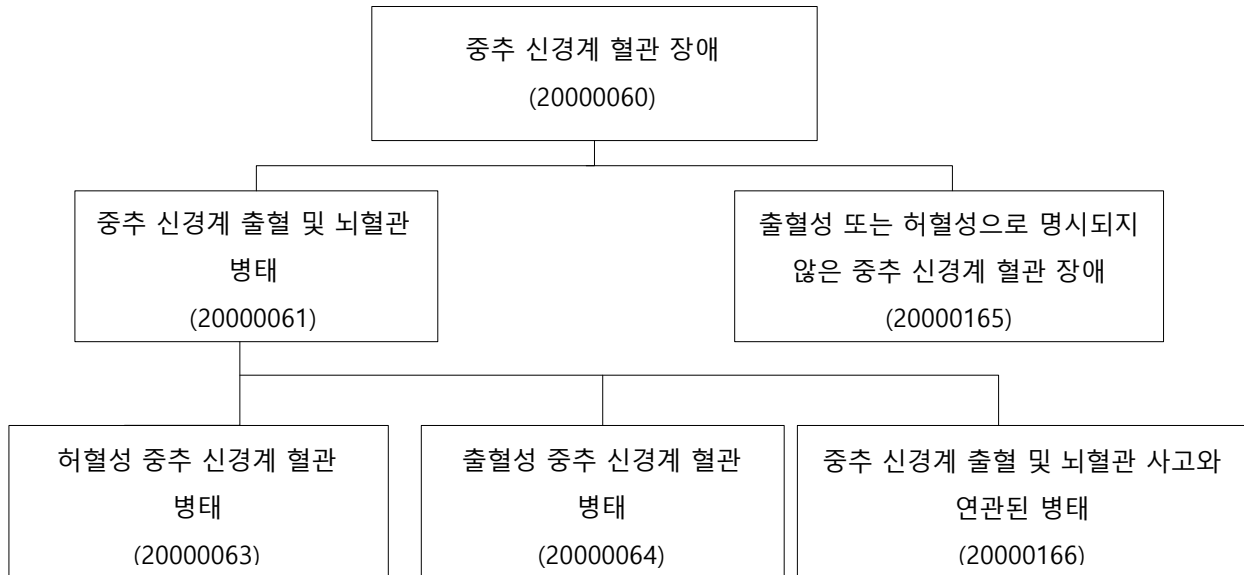 중추 신경계 혈관 장애
(20000060)
중추 신경계 출혈 및 뇌혈관
병태
(20000061)
출혈성 또는 허혈성으로 명시되지
않은 중추 신경계 혈관 장애
(20000165)
허혈성 중추 신경계 혈관
병태
(20000063)
출혈성 중추 신경계 혈관
병태
(20000064)
중추 신경계 출혈 및 뇌혈관 사고와
연관된 병태
(20000166)